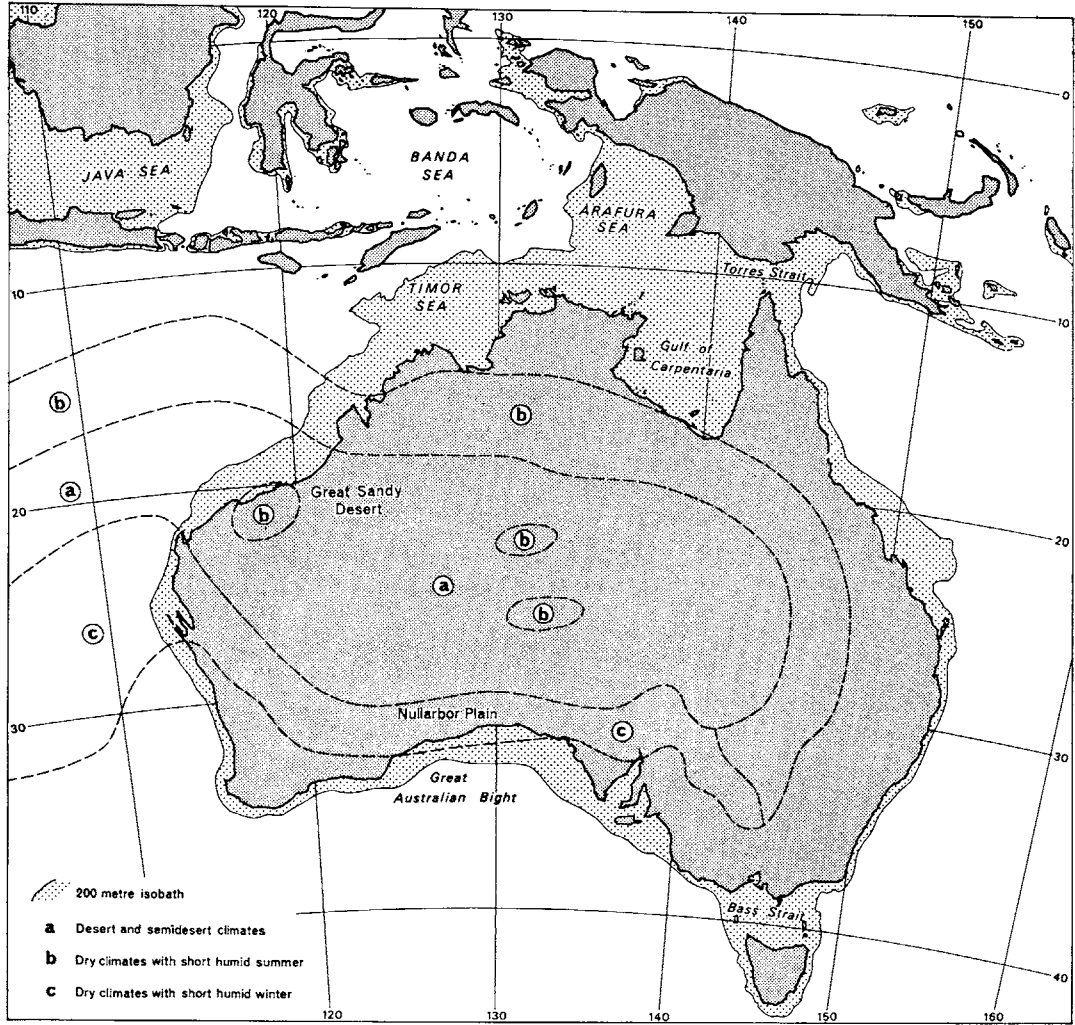 110
120
130
140
150
0
JAVA SEA
BANDA
SEA
ARAFURA
SEA
Torres Strait
10
TIMOR
SEA
10
Gulf of
Carpentaria
b
b
a
Great Sandy
Desert
b
20
b
20
a
b
c
30
Nullarbor Plain
c
30
Great
Australian Bight
200 metre isobath
a Desert and semidesert climates
b Dry climates with short humid summer
c Dry climates with short humid winter
Bass Strait
40
120
130
140
150
160